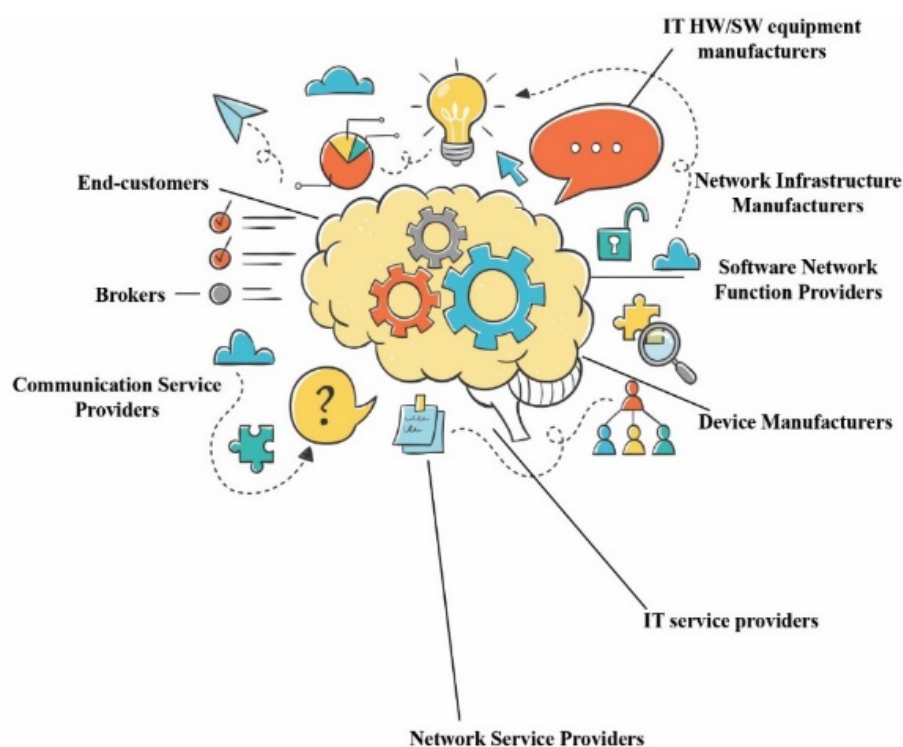 IT HW/SW equipment
manufacturers
End-customers
Network Infrastructure
Manufacturers
Software Network
Function Providers
Brokers
Communication Service
Providers
?
Device Manufacturers
IT service providers
Network Service Providers